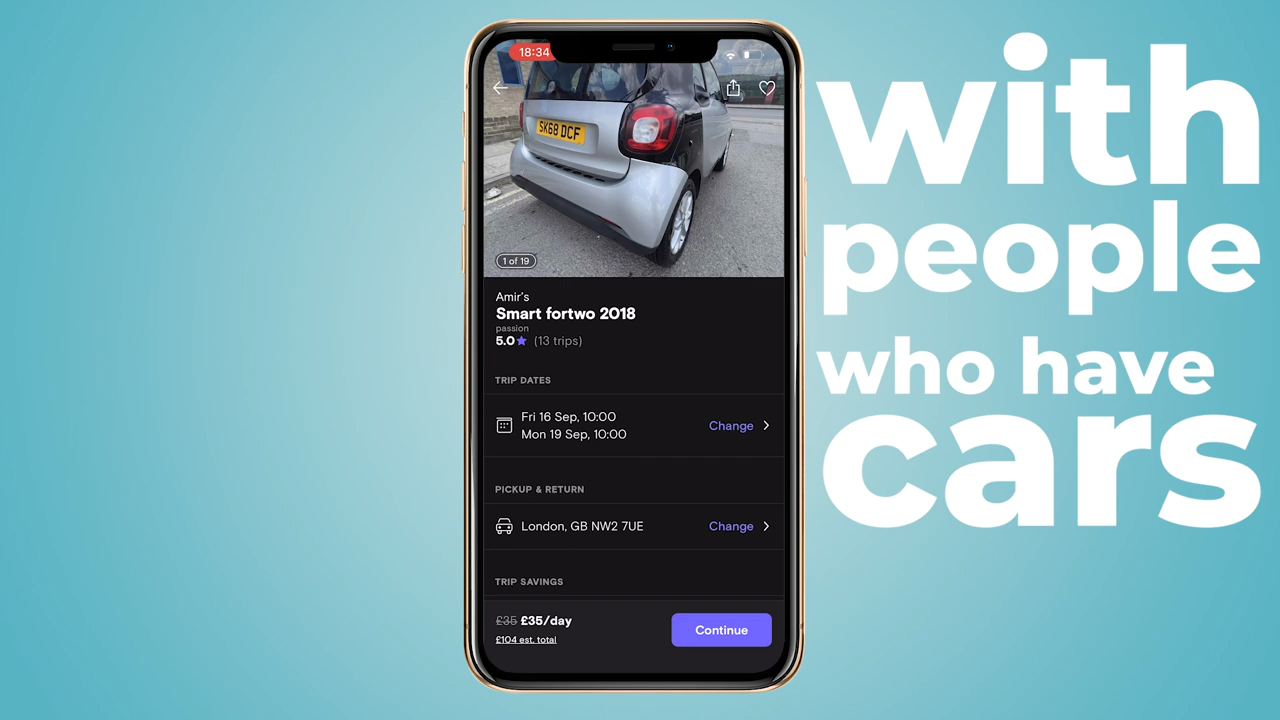 18:34
SK68 DCF
1 of 19
Amir's
Smart fortwo 2018
passion
5.0 (13 trips)
TRIP DATES
Fri 16 Sep, 10:00
Mon 19 Sep, 10:00
Change
PICKUP & RETURN
London, GB NW2 7UE
Change
TRIP SAVINGS
£35 £35/day
£104 est. total
Continue
with
people
who have
cars